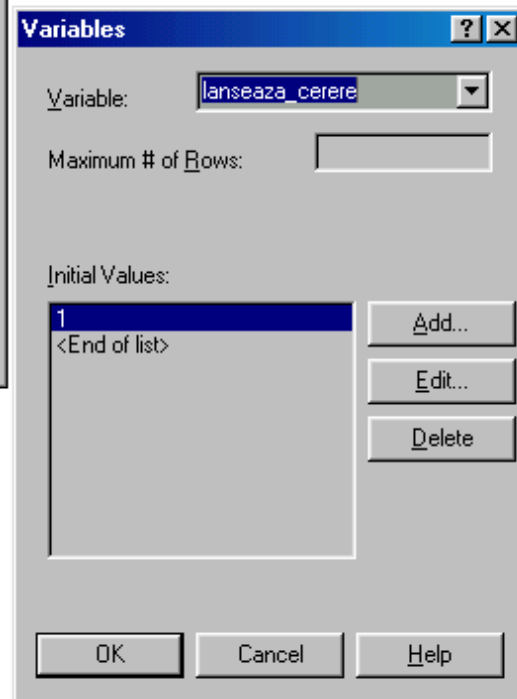 Variables
Variable: lanseaza_cerere
Maximum # of Rows:
Initial Values:
1
<End of list>
Add...
Edit...
Delete
OK Cancel Help